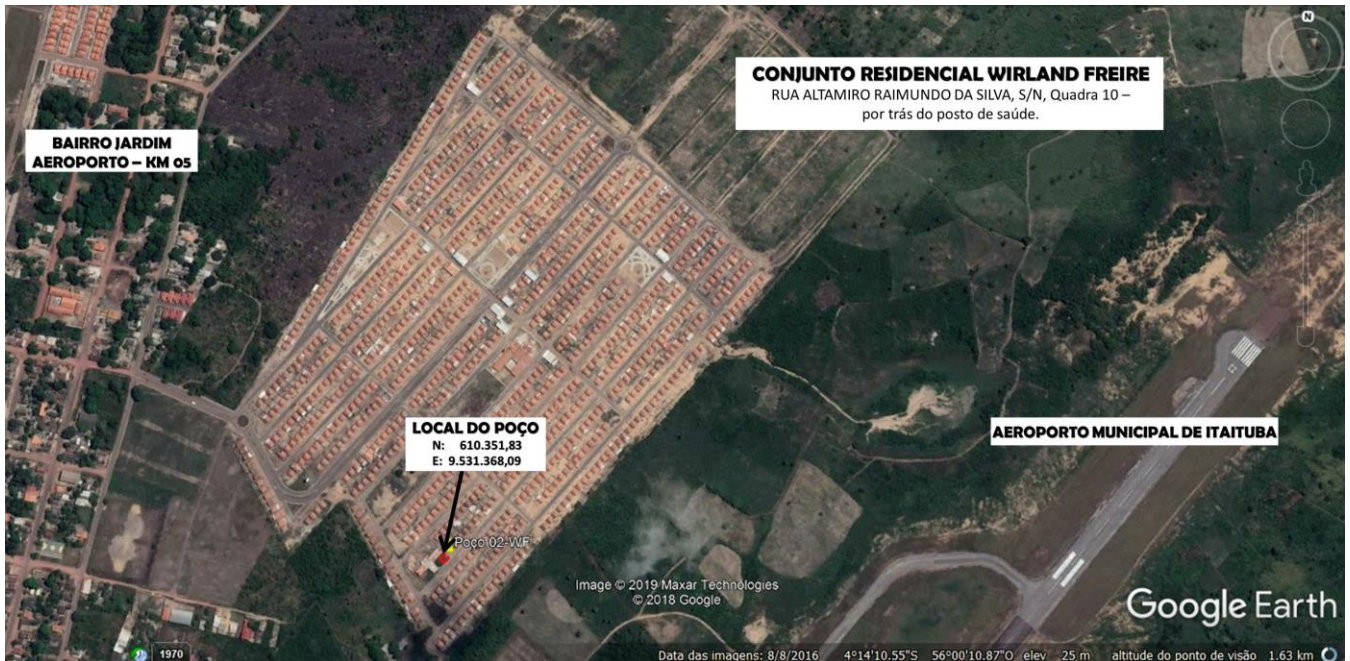 N
CONJUNTO RESIDENCIAL WIRLAND FREIRE
RUA ALTAMIRO RAIMUNDO DA SILVA, S/N, Quadra 10 –
por trás do posto de saúde.
BAIRRO JARDIM
AEROPORTO – KM 05
LOCAL DO POÇO
N: 610.351,83
E: 9.531.368,09
AEROPORTO MUNICIPAL DE ITAITUBA
Poço 02-WF
Image © 2019 Maxar Technologies
© 2018 Google
Google Earth
1970
Data das imagens: 8/8/2016 4°14'10.55"S 56°00'10.87"O elev 25 m altitude do ponto de visão 1.63 km